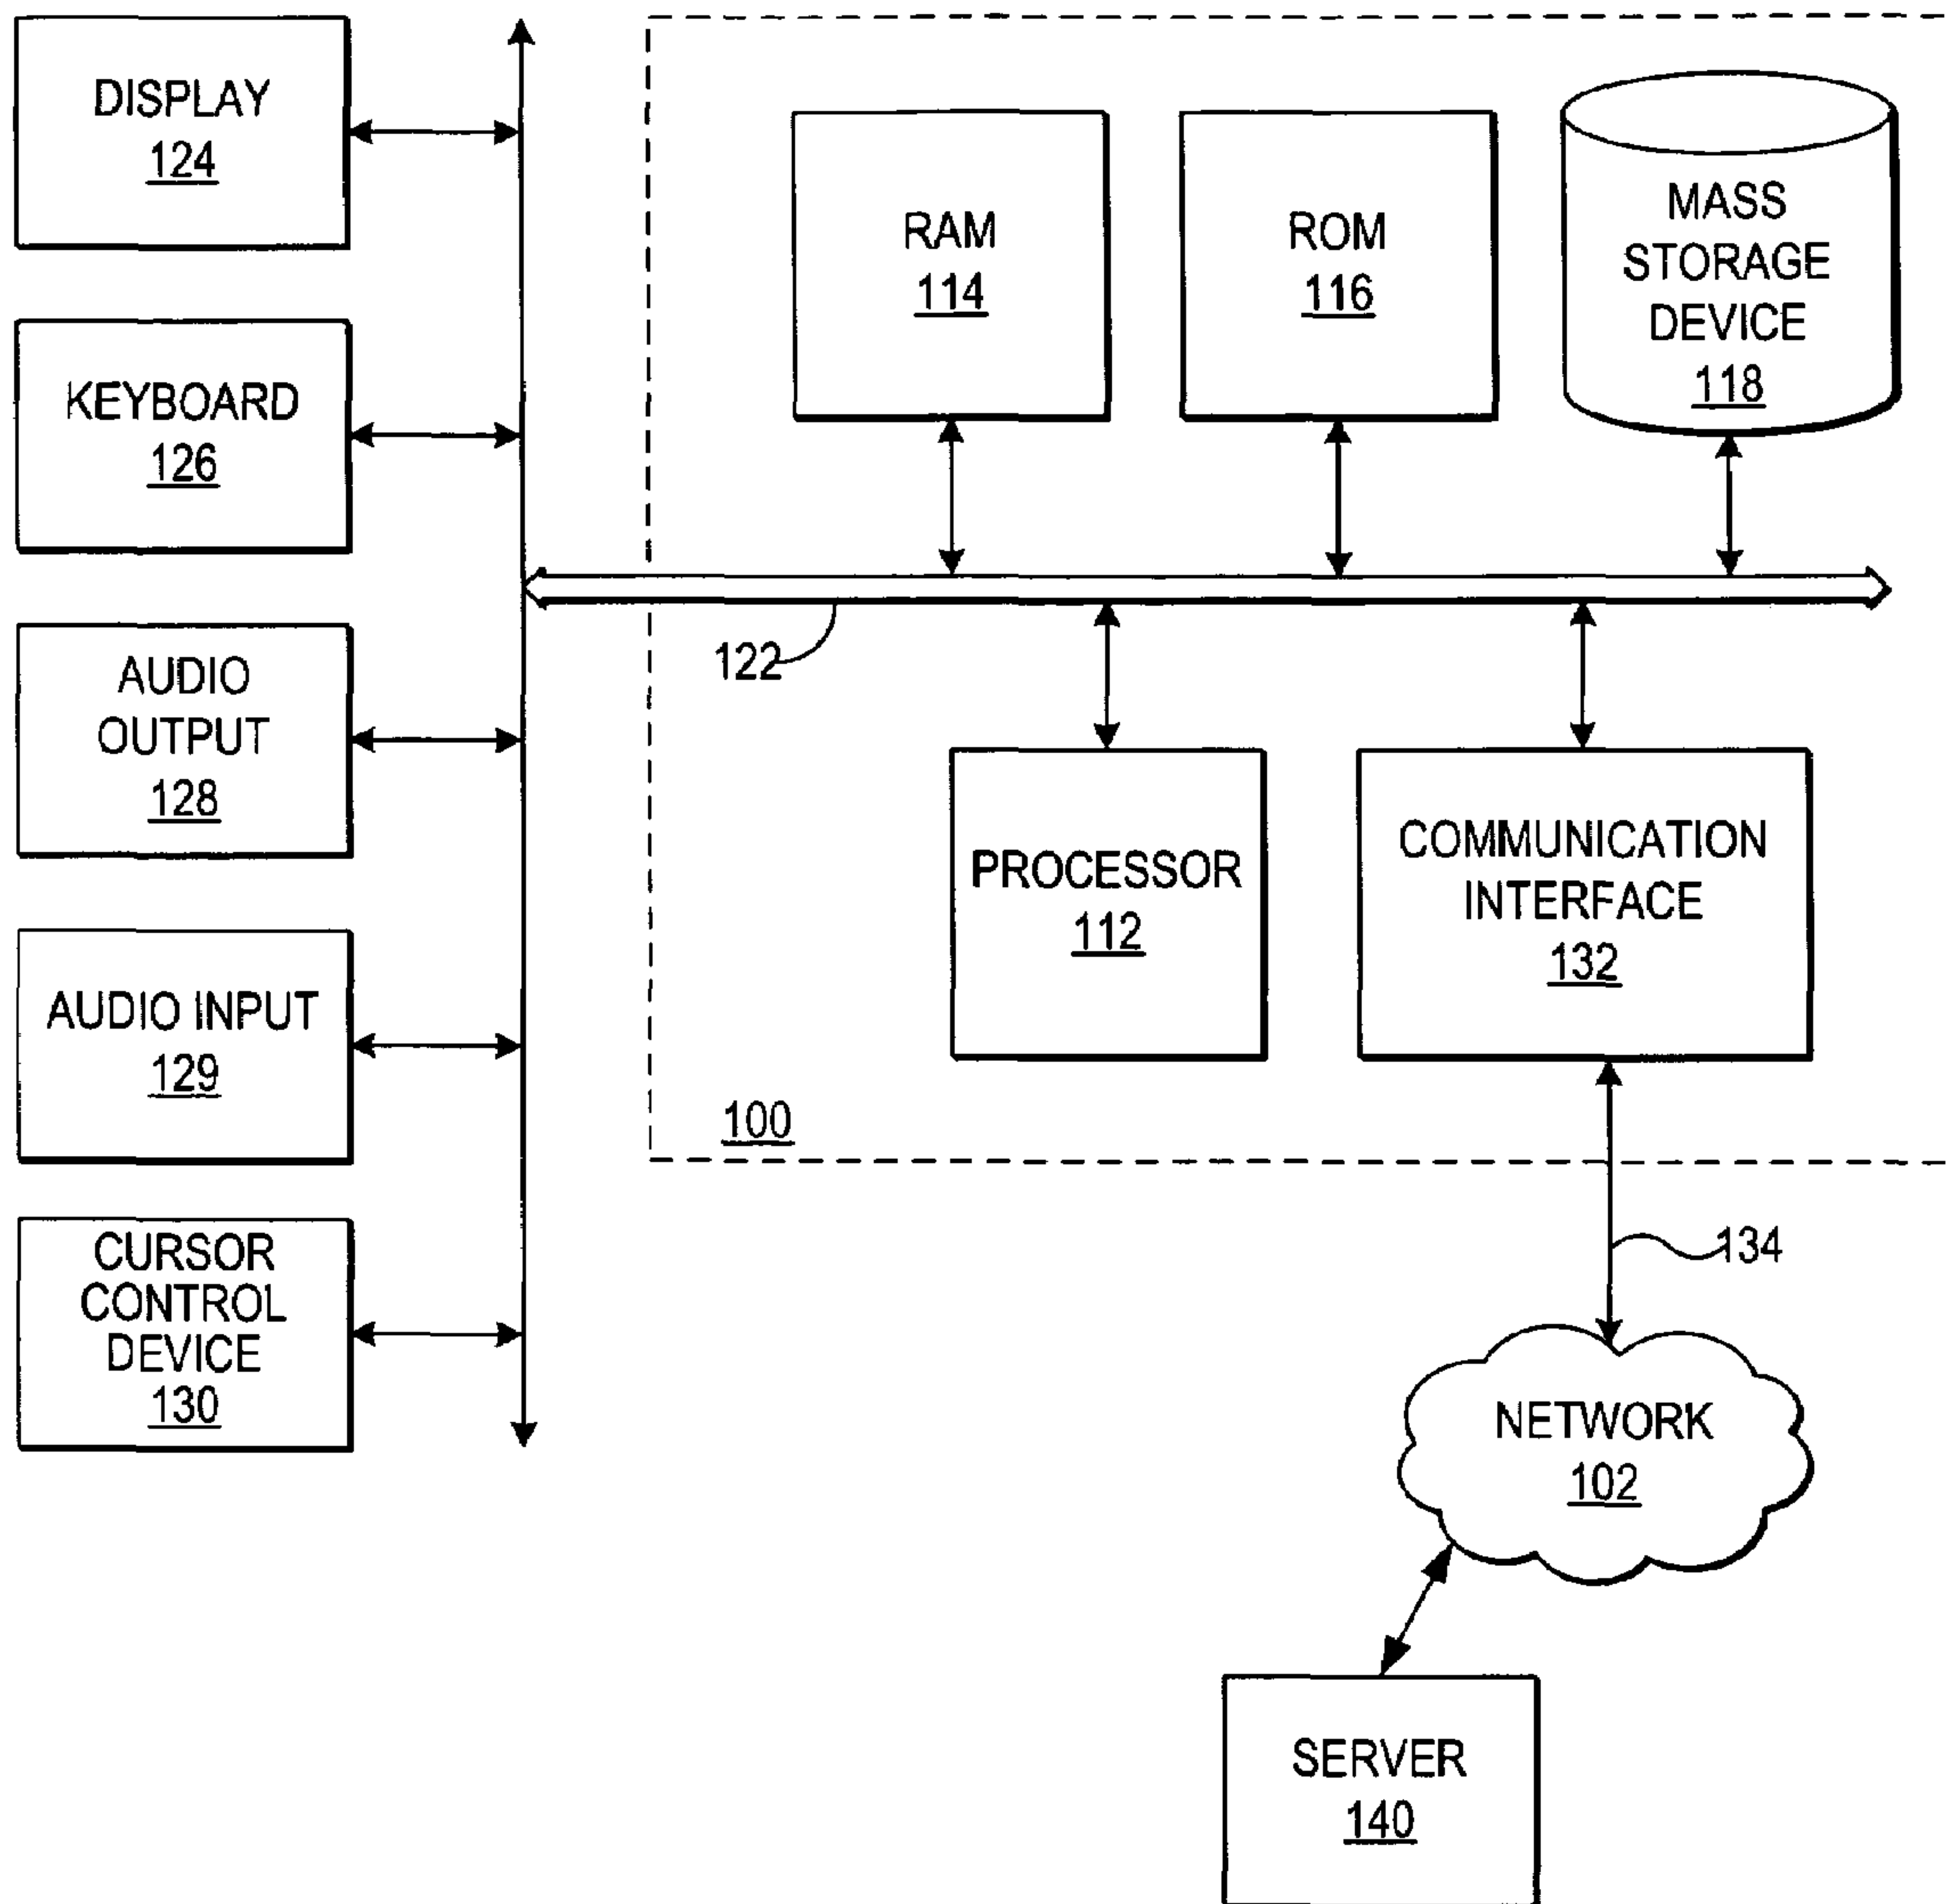 DISPLAY
124
KEYBOARD
126
AUDIO
OUTPUT
128
AUDIO INPUT
129
CURSOR
CONTROL
DEVICE
130
RAM
114
ROM
116
MASS
STORAGE
DEVICE
118
122
PROCESSOR
112
COMMUNICATION
INTERFACE
132
100
134
NETWORK
102
SERVER
140